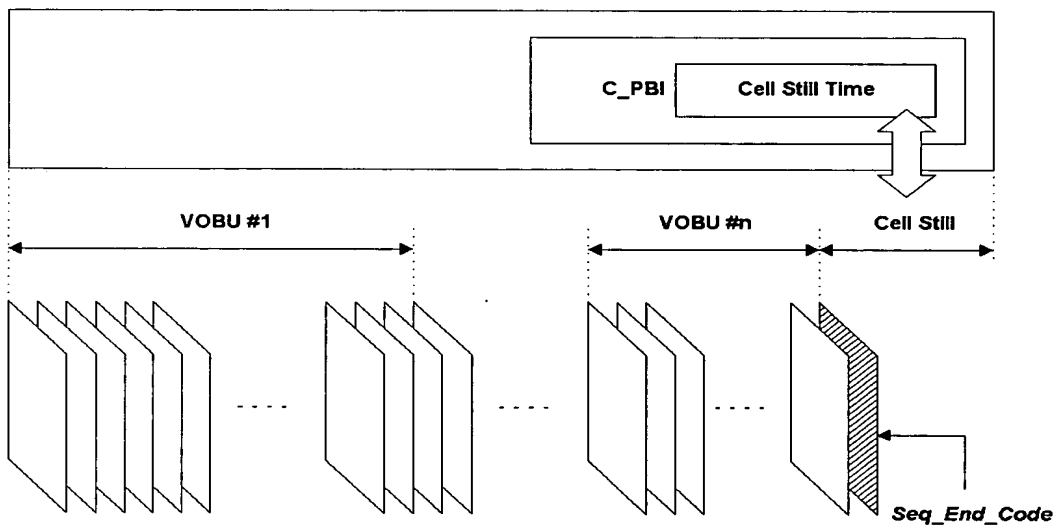 C_PBI
Cell Still Time
VOBU #1
VOBU #n
Cell Still
Seq_End_Code